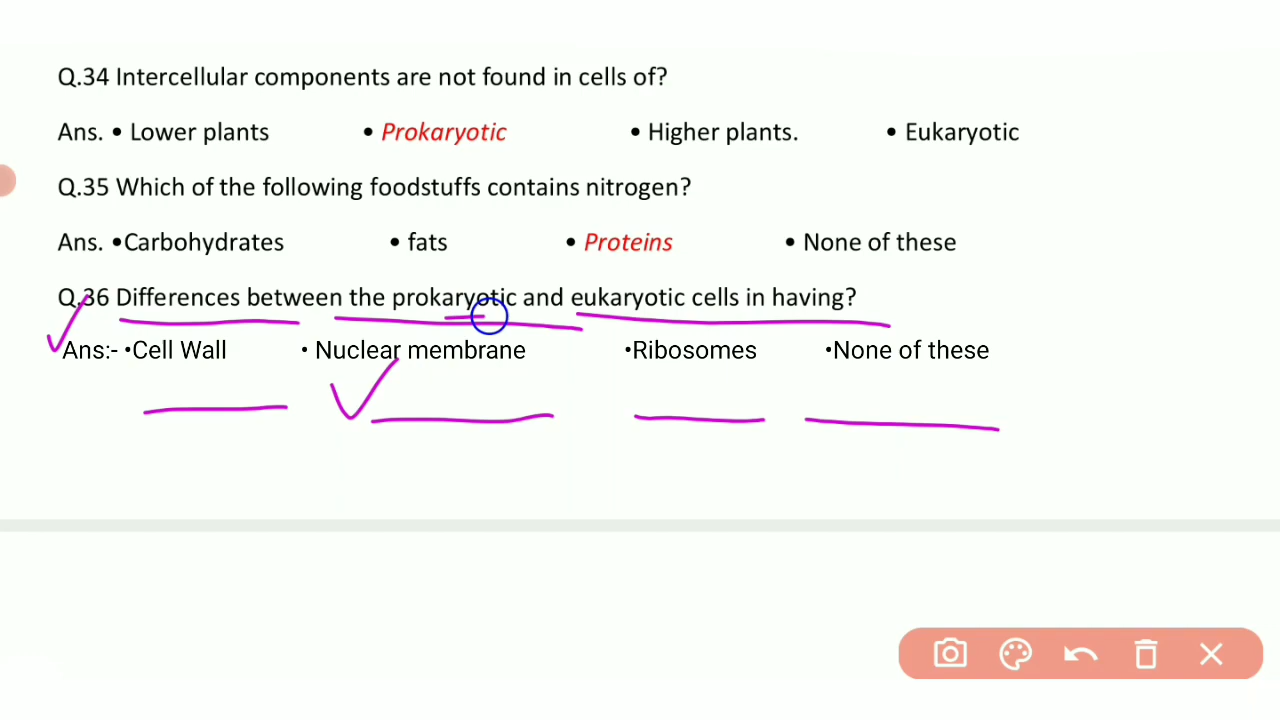 Q.34 Intercellular components are not found in cells of?
Ans. • Lower plants • Prokaryotic • Higher plants. • Eukaryotic
Q.35 Which of the following foodstuffs contains nitrogen?
Ans. •Carbohydrates • fats • Proteins • None of these
Q.36 Differences between the prokaryotic and eukaryotic cells in having?
Ans:- •Cell Wall • Nuclear membrane •Ribosomes •None of these